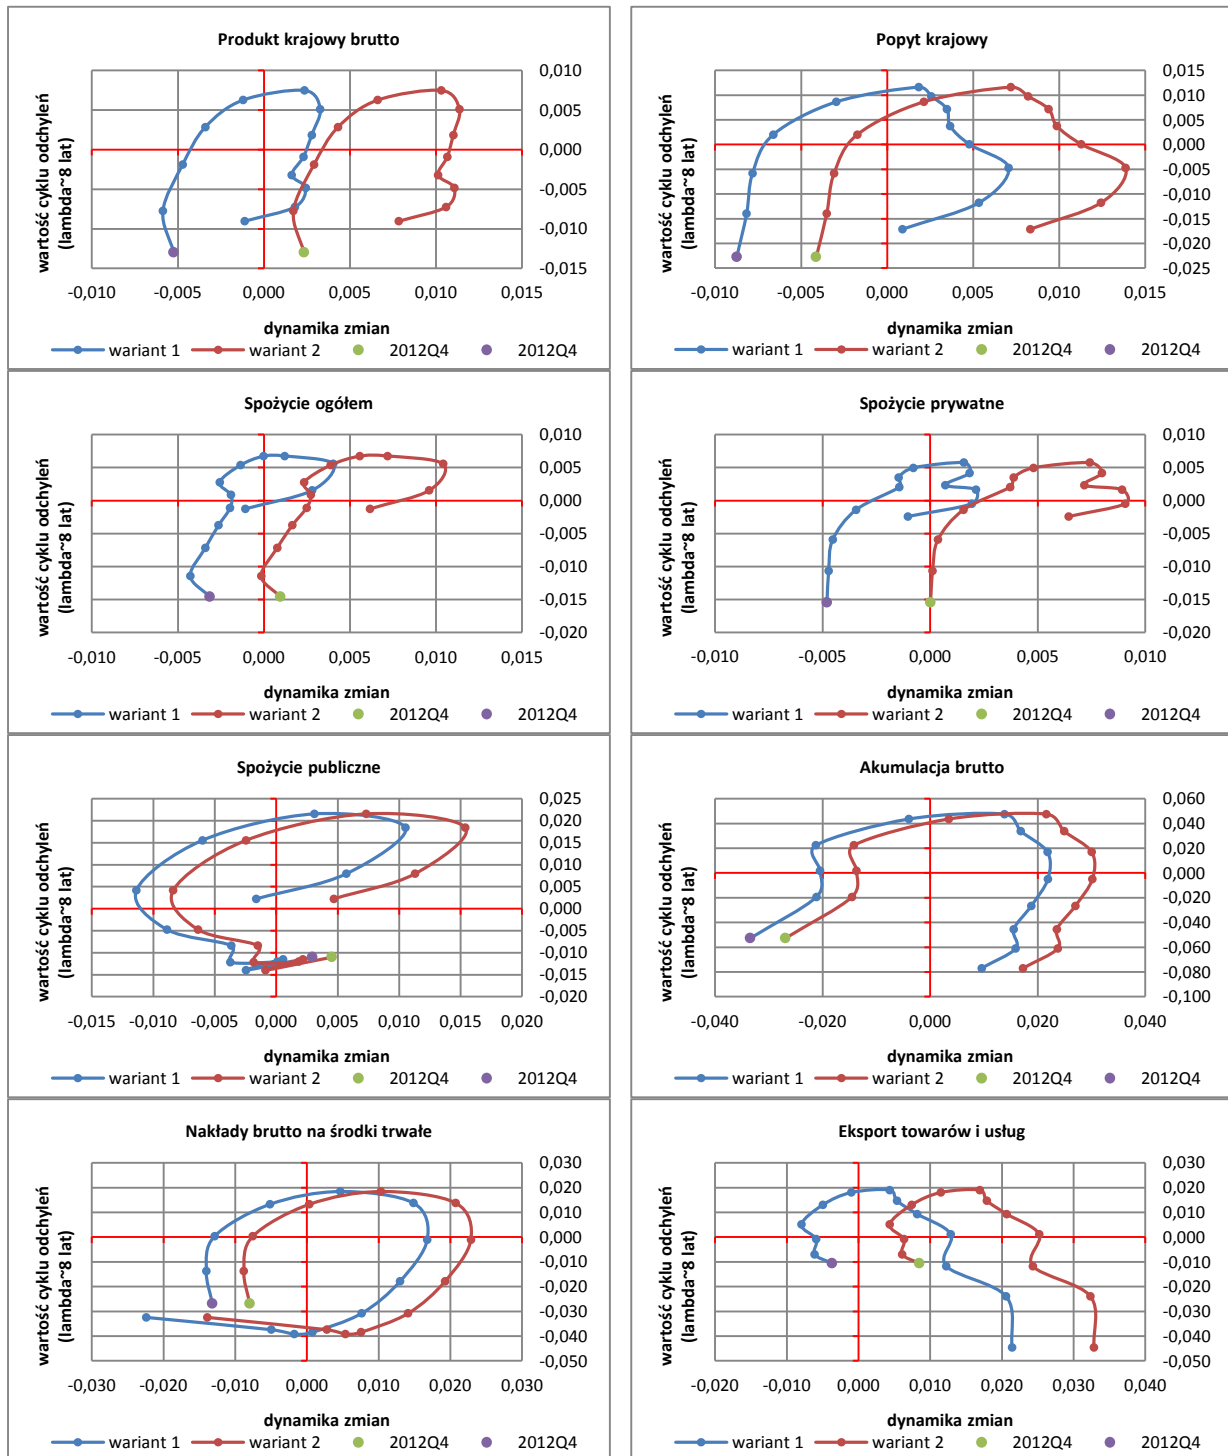 Produkt krajowy brutto
wartość cyklu odchyleń
(lambda~8 lat)
0,010
0,005
0,000
-0,005
-0,010
-0,015
-0,010 -0,005 0,000 0,005 0,010 0,015
dynamika zmian
wariant 1 wariant 2 2012Q4 2012Q4
Popyt krajowy
wartość cyklu odchyleń
(lambda~8 lat)
0,015
0,010
0,005
0,000
-0,005
-0,010
-0,015
-0,020
-0,025
-0,010 -0,005 0,000 0,005 0,010 0,015
dynamika zmian
wariant 1 wariant 2 2012Q4 2012Q4
Spożycie ogółem
wartość cyklu odchyleń
(lambda~8 lat)
0,010
0,005
0,000
-0,005
-0,010
-0,015
-0,020
-0,010 -0,005 0,000 0,005 0,010 0,015
dynamika zmian
wariant 1 wariant 2 2012Q4 2012Q4
Spożycie prywatne
wartość cyklu odchyleń
(lambda~8 lat)
0,010
0,005
0,000
-0,005
-0,010
-0,015
-0,020
-0,010 -0,005 0,000 0,005 0,010
dynamika zmian
wariant 1 wariant 2 2012Q4 2012Q4
Spożycie publiczne
wartość cyklu odchyleń
(lambda~8 lat)
0,025
0,020
0,015
0,010
0,005
0,000
-0,005
-0,010
-0,015
-0,020
-0,015 -0,010 -0,005 0,000 0,005 0,010 0,015 0,020
dynamika zmian
wariant 1 wariant 2 2012Q4 2012Q4
Akumulacja brutto
wartość cyklu odchyleń
(lambda~8 lat)
0,060
0,040
0,020
0,000
-0,020
-0,040
-0,060
-0,080
-0,100
-0,040 -0,020 0,000 0,020 0,040
dynamika zmian
wariant 1 wariant 2 2012Q4 2012Q4
Nakłady brutto na środki trwałe
wartość cyklu odchyleń
(lambda~8 lat)
0,030
0,020
0,010
0,000
-0,010
-0,020
-0,030
-0,040
-0,050
-0,030 -0,020 -0,010 0,000 0,010 0,020 0,030
dynamika zmian
wariant 1 wariant 2 2012Q4 2012Q4
Eksport towarów i usług
wartość cyklu odchyleń
(lambda~8 lat)
0,030
0,020
0,010
0,000
-0,010
-0,020
-0,030
-0,040
-0,050
-0,020 -0,010 0,000 0,010 0,020 0,030 0,040
dynamika zmian
wariant 1 wariant 2 2012Q4 2012Q4